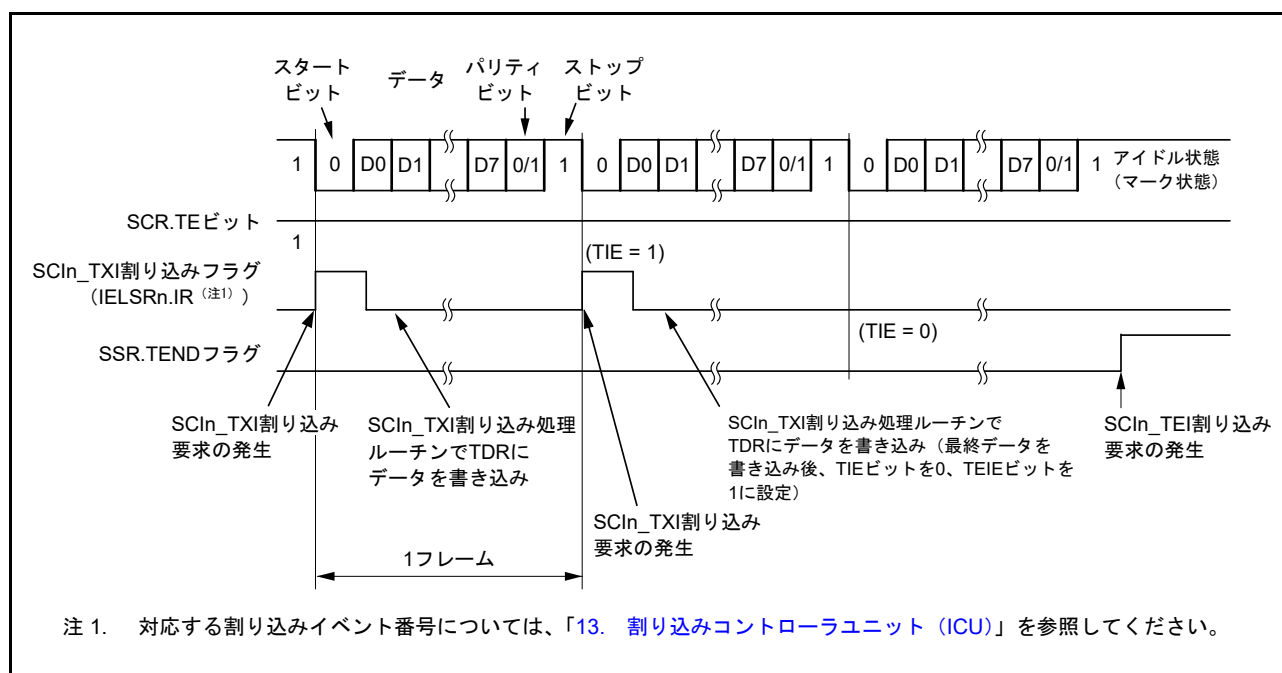 スタート
ビット
データ
パリティ
ビット
ストップ
ビット
1 0 D0 D1 D7 0/1 1 0 D0 D1 D7 0/1 1 0 D0 D1 D7 0/1 1
アイドル状態
（マーク状態）
SCR.TEビット
1
(TIE = 1)
SCIn_TXI割り込みフラグ
（IELSRn.IR（注1））
(TIE = 0)
SSR.TENDフラグ
SCIn_TXI割り込み
要求の発生
SCIn_TXI割り込み処理
ルーチンでTDRに
データを書き込み
SCIn_TXI割り込み処理ルーチンで
TDRにデータを書き込み（最終データを
書き込み後、TIEビットを0、TEIEビットを
1に設定）
SCIn_TEI割り込み
要求の発生
SCIn_TXI割り込み
要求の発生
1フレーム
注 1. 対応する割り込みイベント番号については、「13. 割り込みコントローラユニット（ICU）」を参照してください。